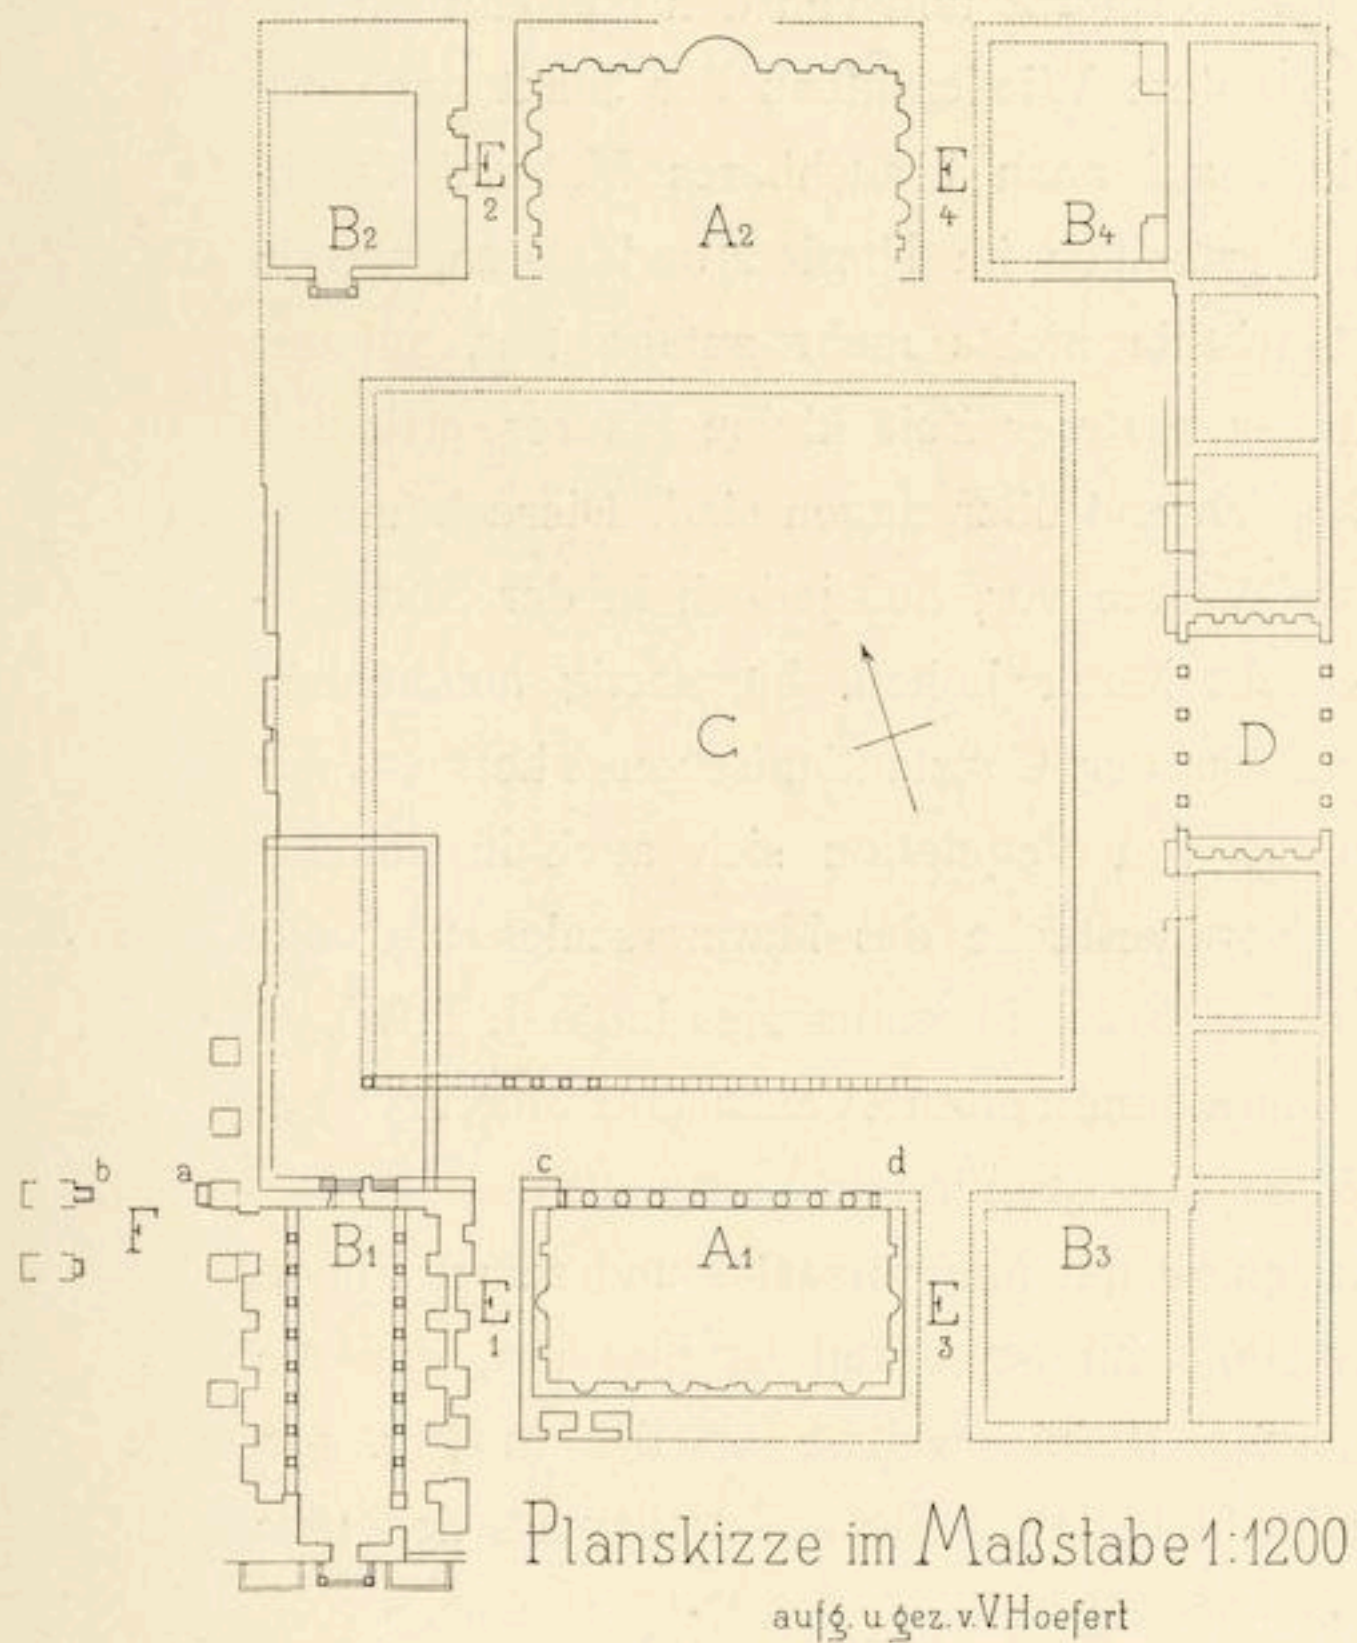 E
2
E
4
B2
A2
B4
C
D
b
a
c
d
F
B1
A1
B3
E
1
E
3
Planskizze im Maßstabe 1:1200
aufg. u. gez. v. V. Hoefert